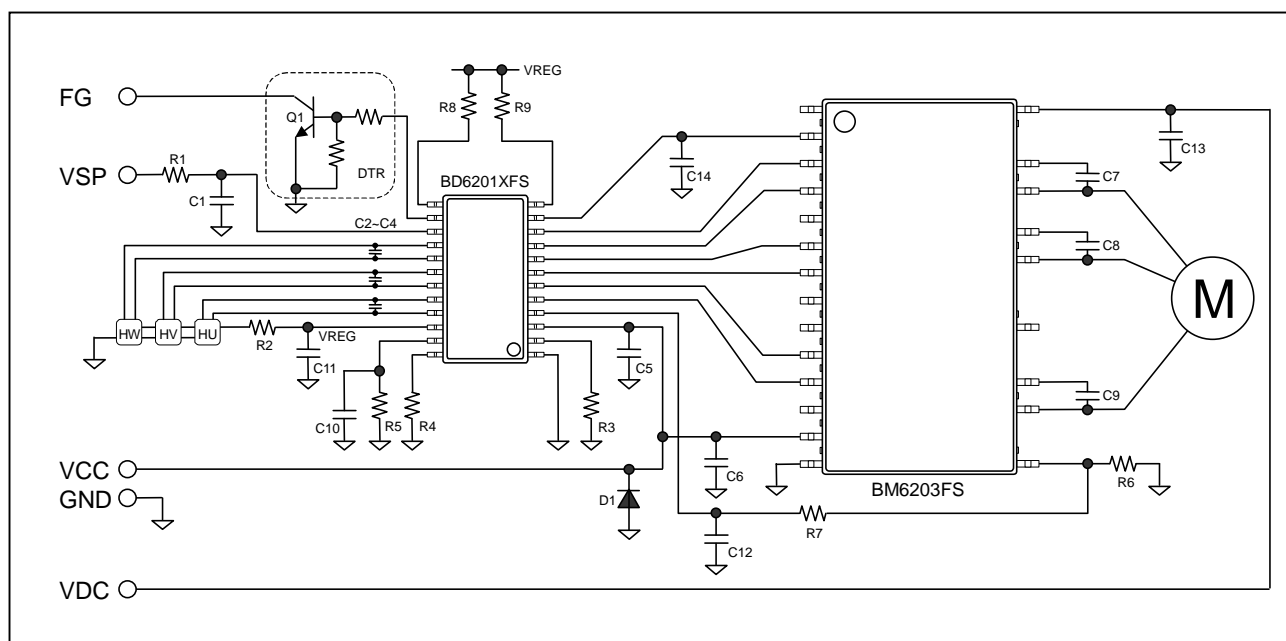 VREG
FG
R8
R9
Q1
DTR
R1
VSP
C1
BD6201XFS
C2~C4
C14
C13
C7
C8
M
HW
HV
HU
R2
VREG
C11
C5
C10
R5
R4
R3
C9
VCC
GND
D1
C6
BM6203FS
R6
C12
R7
VDC